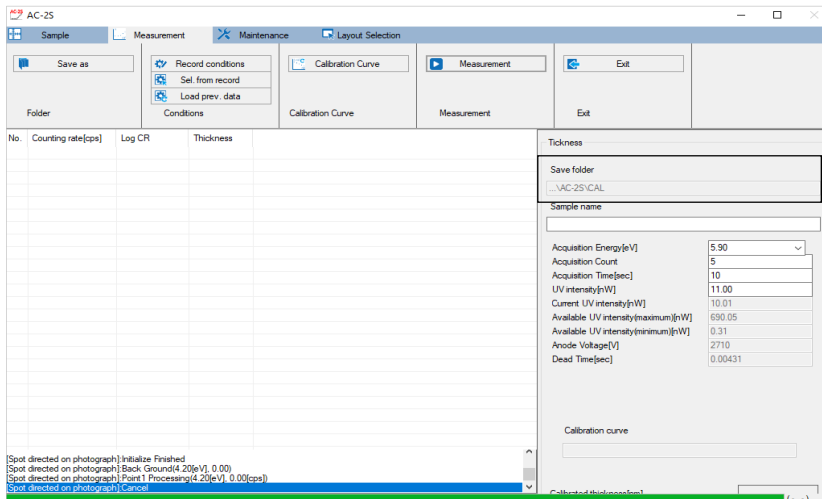 AC-2S
AC-2S
Sample
Measurement
Maintenance
Layout Selection
Save as
Record conditions
Sel. from record
Load prev. data
Calibration Curve
Measurement
Exit
Folder
Conditions
Calibration Curve
Measurement
Exit
No. Counting rate[cps] Log CR Thickness
Tickness
Save folder
...\AC-2S\CAL
Sample name
Acquisition Energy[eV] 5.90
Acquisition Count 5
Acquisition Time[sec] 10
UV intensity[nW] 11.00
Current UV intensity[nW] 10.01
Available UV intensity(maximum)[nW] 690.05
Available UV intensity(minimum)[nW] 0.31
Anode Voltage[V] 2710
Dead Time[sec] 0.00431
Calibration curve
Calibrated thickness[nm]
[Spot directed on photograph]:Initialize Finished
[Spot directed on photograph]:Back Ground(4.20[eV], 0.00)
[Spot directed on photograph]:Point1 Processing(4.20[eV], 0.00[cps])
[Spot directed on photograph]:Cancel